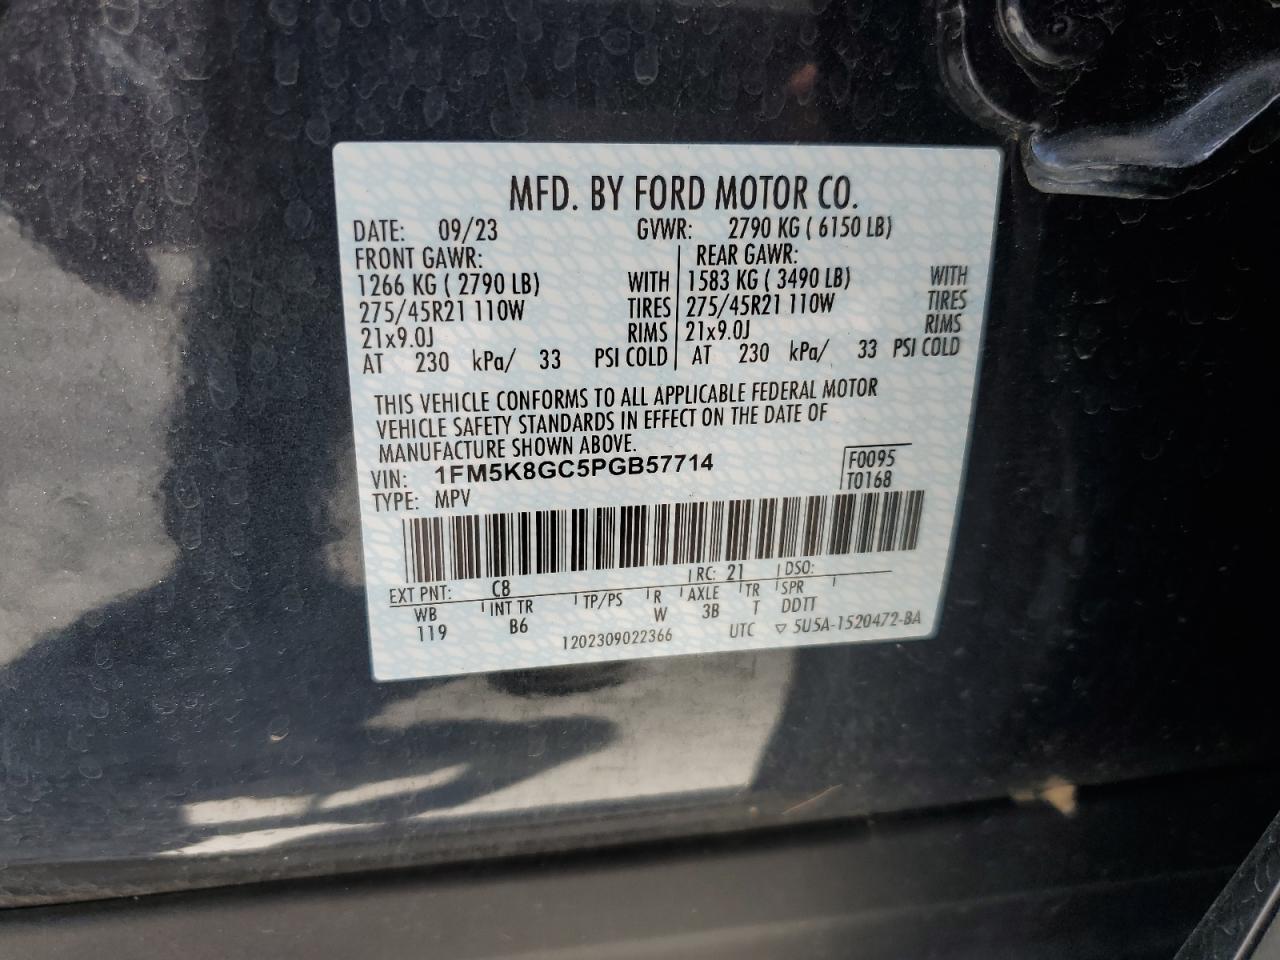 MFD. BY FORD MOTOR CO.
DATE: 09/23 GVWR: 2790 KG ( 6150 LB)
FRONT GAWR: REAR GAWR:
1266 KG ( 2790 LB) WITH 1583 KG ( 3490 LB) WITH
275/45R21 110W TIRES 275/45R21 110W TIRES
21x9.0J RIMS 21x9.0J RIMS
AT 230 kPa/ 33 PSI COLD AT 230 kPa/ 33 PSI COLD
THIS VEHICLE CONFORMS TO ALL APPLICABLE FEDERAL MOTOR
VEHICLE SAFETY STANDARDS IN EFFECT ON THE DATE OF
MANUFACTURE SHOWN ABOVE.
VIN: 1FM5K8GC5PGB57714 F0095
TYPE: MPV T0168
EXT PNT: C8 RC: 21 DSO:
WB INT TR TP/PS R AXLE TR SPR
119 B6 W 3B T DDTT
1202309022366 UTC ▽ 5U5A-1520472-BA